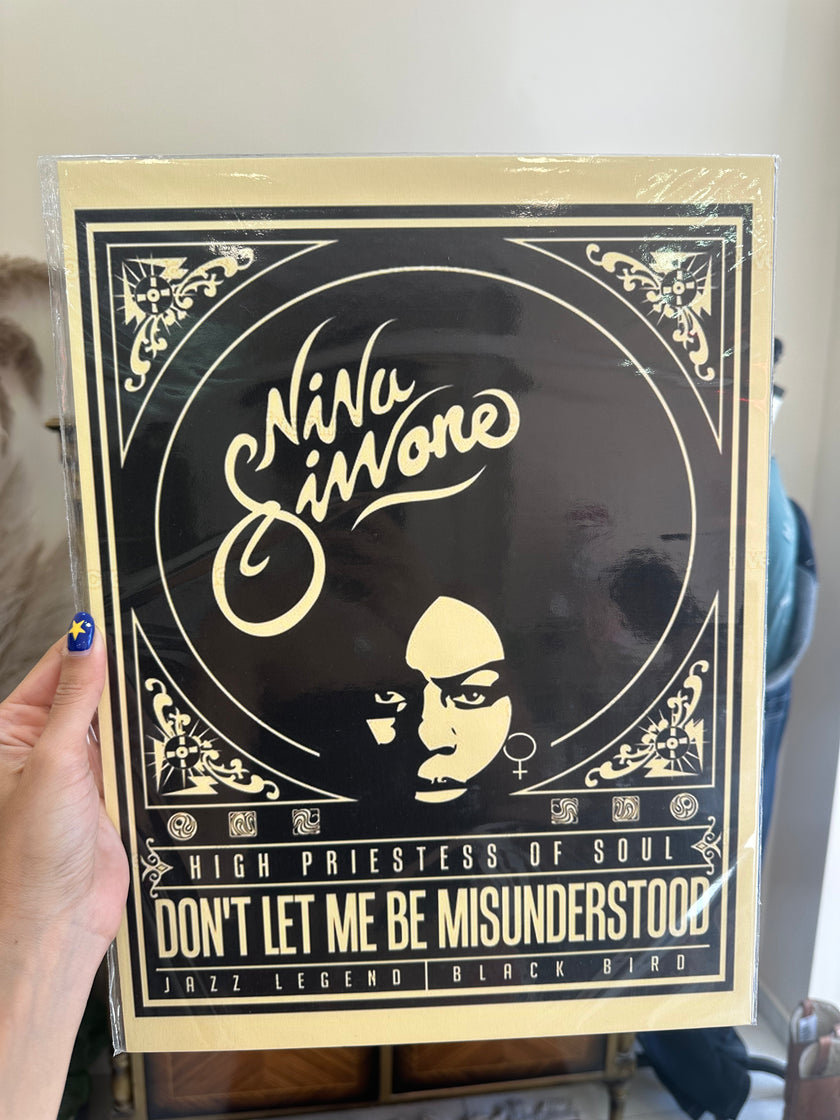 NiNa
Simone
HIGH PRIESTESS OF SOUL
DON'T LET ME BE MISUNDERSTOOD
JAZZ LEGEND | BLACK BIRD